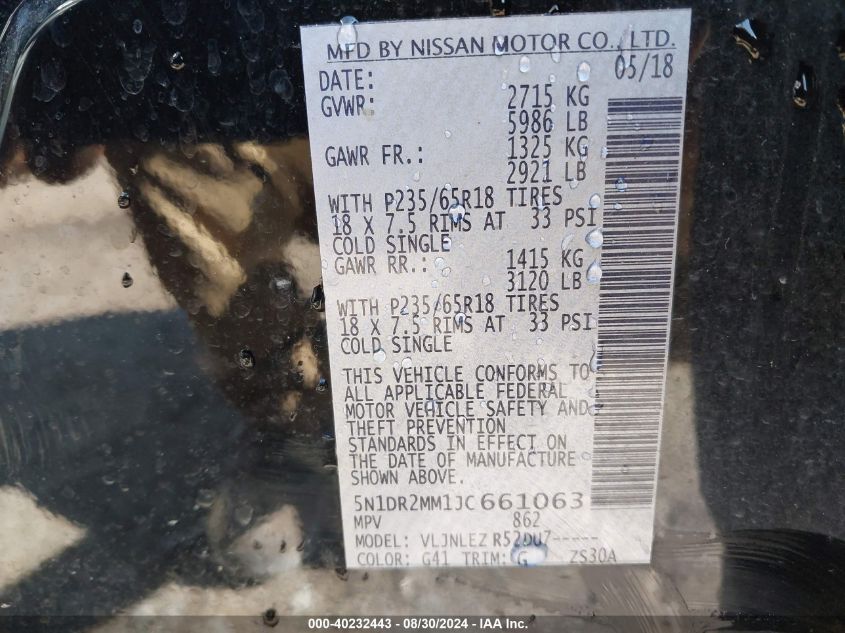 MFD BY NISSAN MOTOR CO., LTD.
DATE: 05/18
GVWR: 2715 KG
5986 LB
GAWR FR.: 1325 KG
2921 LB
WITH P235/65R18 TIRES
18 X 7.5 RIMS AT 33 PSI
COLD SINGLE
GAWR RR.: 1415 KG
3120 LB
WITH P235/65R18 TIRES
18 X 7.5 RIMS AT 33 PSI
COLD SINGLE
THIS VEHICLE CONFORMS TO
ALL APPLICABLE FEDERAL
MOTOR VEHICLE SAFETY AND
THEFT PREVENTION
STANDARDS IN EFFECT ON
THE DATE OF MANUFACTURE
SHOWN ABOVE.
5N1DR2MM1JC661063
MPV 862
MODEL: VLJNLEZ R52DU7-----
COLOR: G41 TRIM: G ZS30A
000-40232443 - 08/30/2024 - IAA Inc.